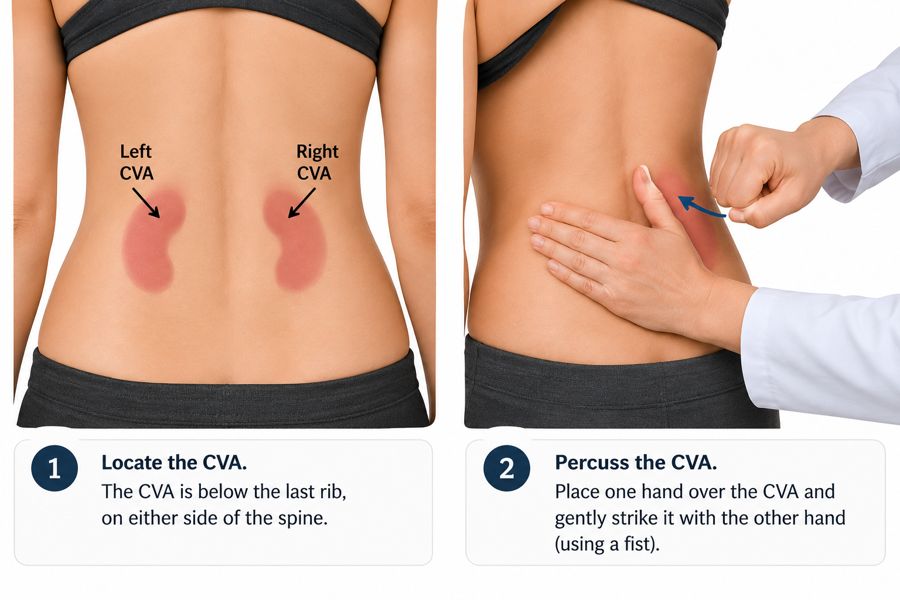 Left
CVA
Right
CVA
1
Locate the CVA.
The CVA is below the last rib,
on either side of the spine.
2
Percuss the CVA.
Place one hand over the CVA and
gently strike it with the other hand
(using a fist).